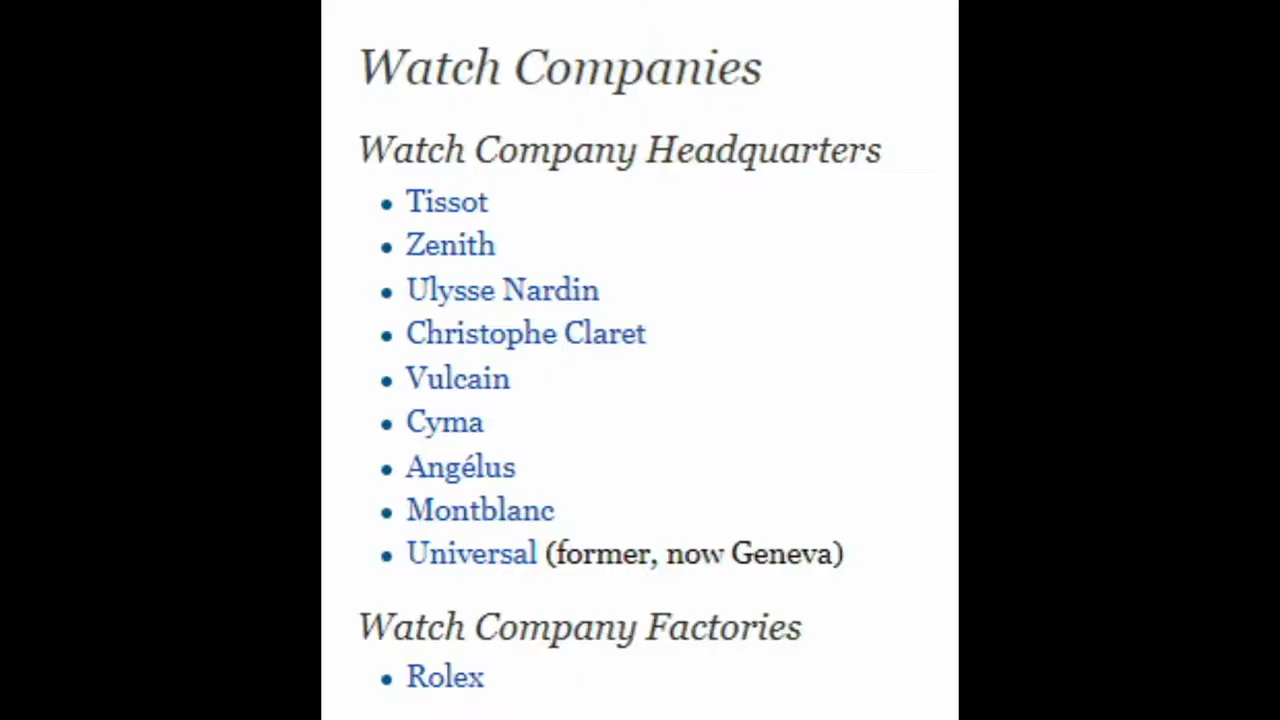 Watch Companies
Watch Company Headquarters
Tissot
Zenith
Ulysse Nardin
Christophe Claret
Vulcain
Cyma
Angélus
Montblanc
Universal (former, now Geneva)
Watch Company Factories
Rolex